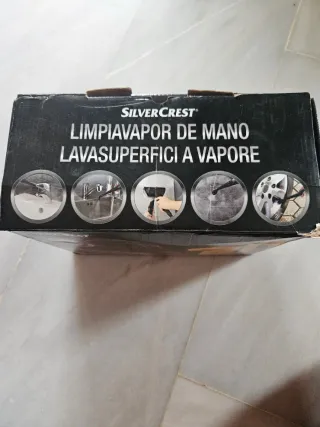 SILVERCREST®
LIMPIAVAPOR DE MANO
LAVASUPERFICI A VAPORE